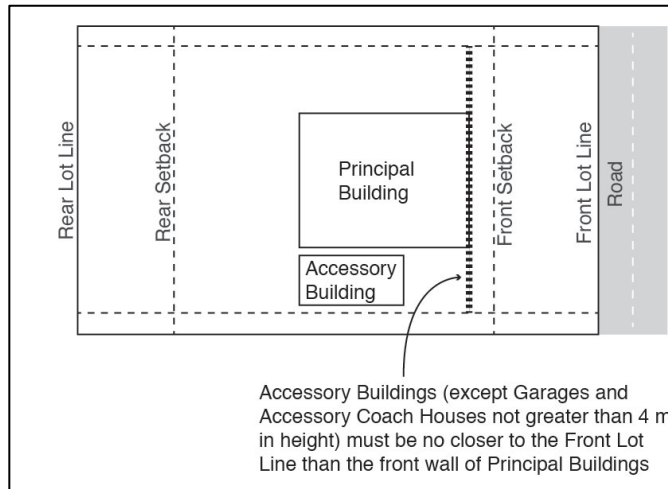 Rear Lot Line
Rear Setback
Principal
Building
Accessory
Building
Front Setback
Front Lot Line
Road
Accessory Buildings (except Garages and
Accessory Coach Houses not greater than 4 m
in height) must be no closer to the Front Lot
Line than the front wall of Principal Buildings